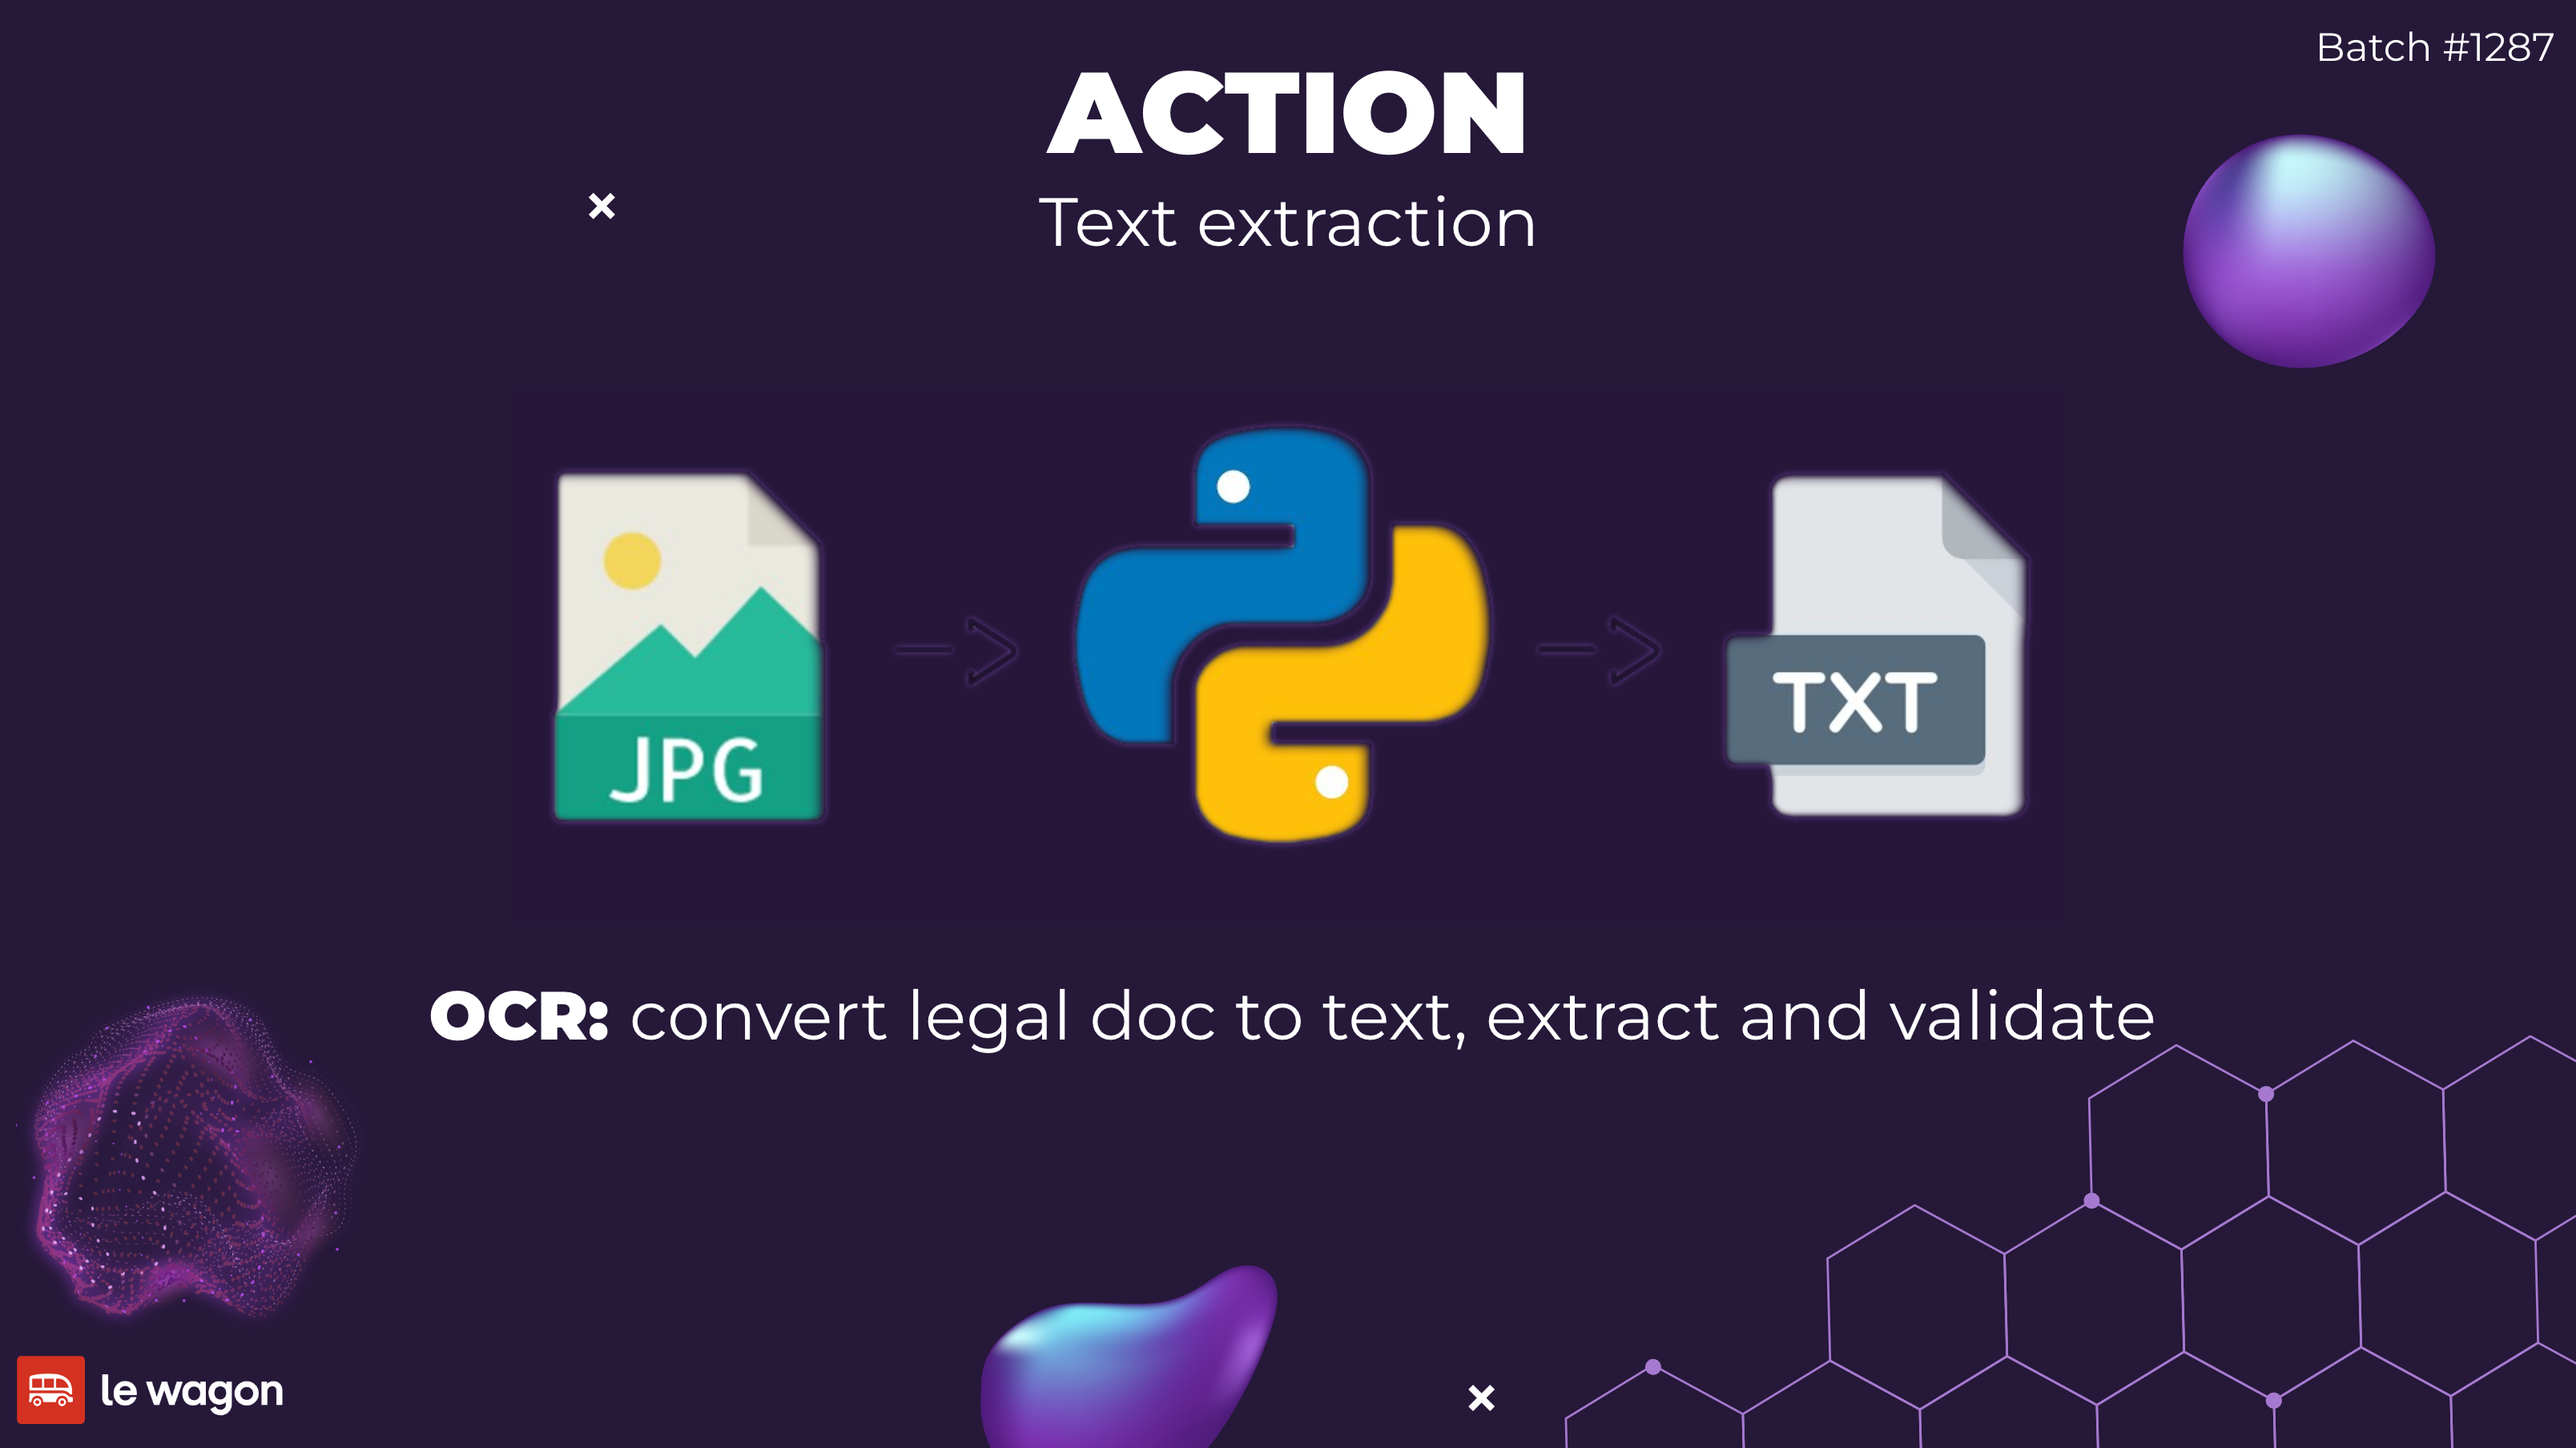 Batch #1287
ACTION
Text extraction
JPG
TXT
OCR: convert legal doc to text, extract and validate
le wagon